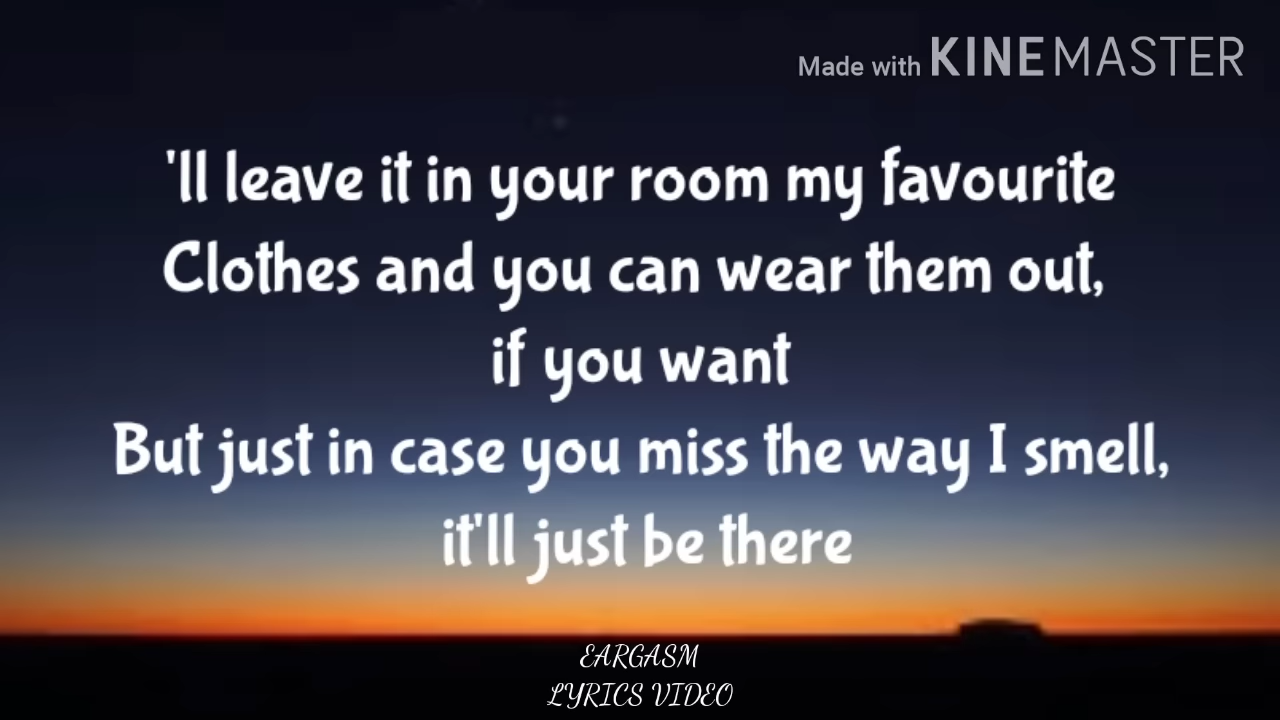 Made with KINEMASTER
'll leave it in your room my favourite
Clothes and you can wear them out,
if you want
But just in case you miss the way I smell,
it'll just be there
EARGASM
LYRICS VIDEO